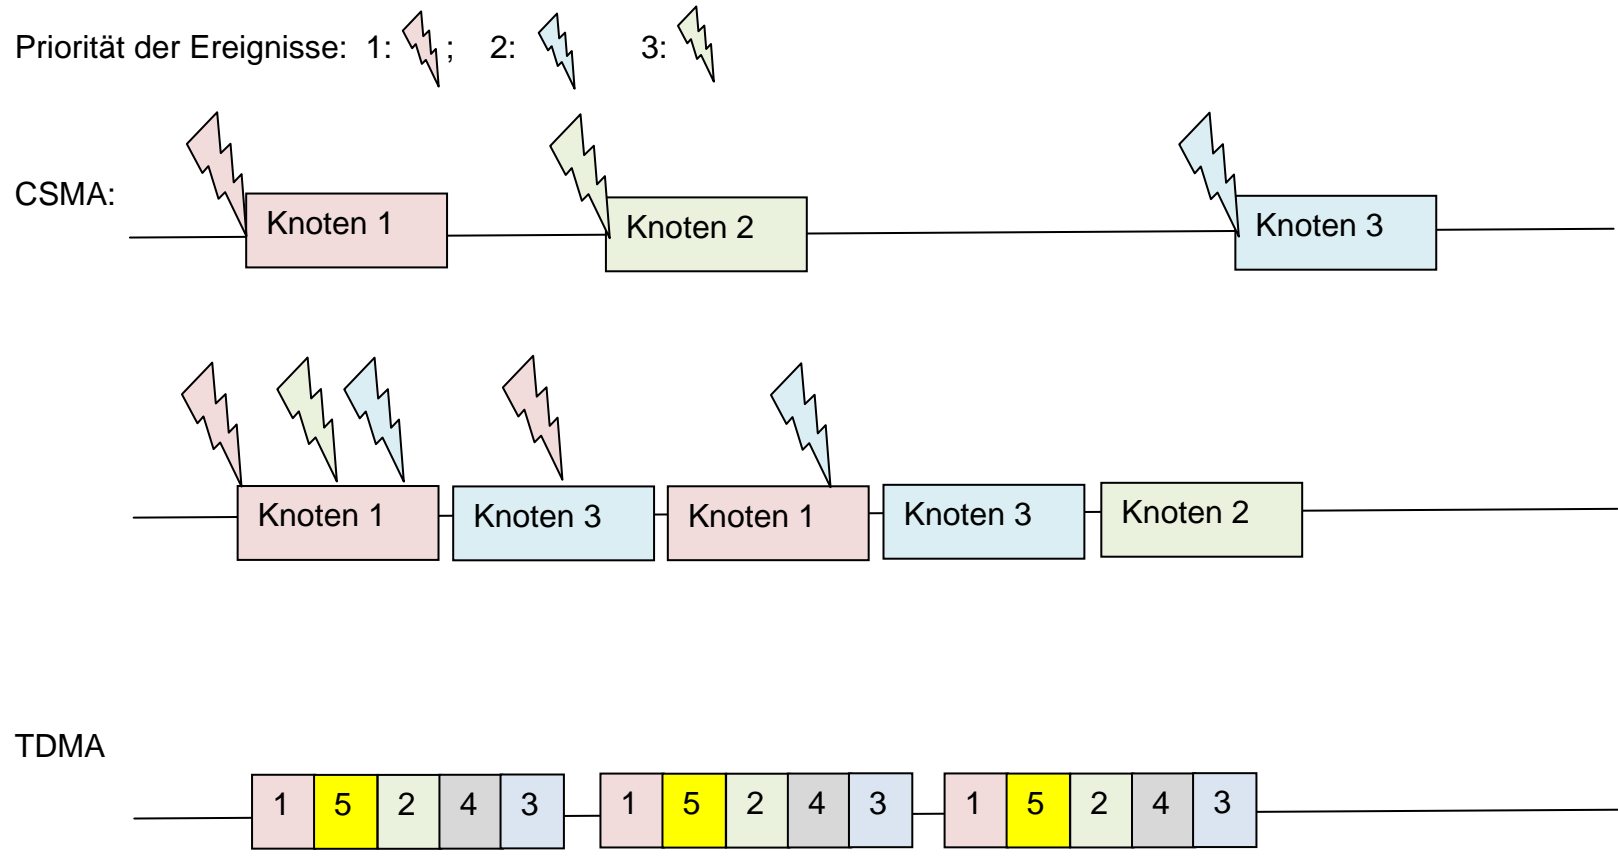 Priorität der Ereignisse: 1: ; 2: 3:
CSMA:
Knoten 1 Knoten 2 Knoten 3
Knoten 1 Knoten 3 Knoten 1 Knoten 3 Knoten 2
TDMA
1 5 2 4 3 1 5 2 4 3 1 5 2 4 3